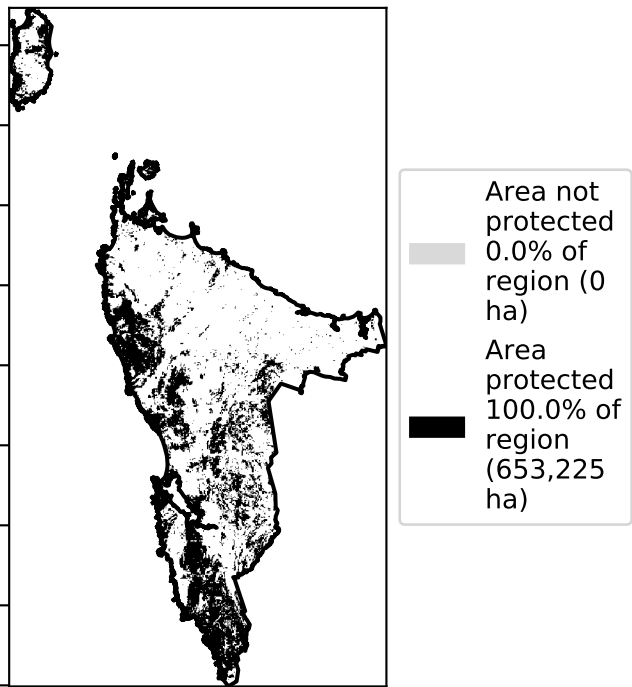 Area not
protected
0.0% of
region (0
ha)
Area
protected
100.0% of
region
(653,225
ha)